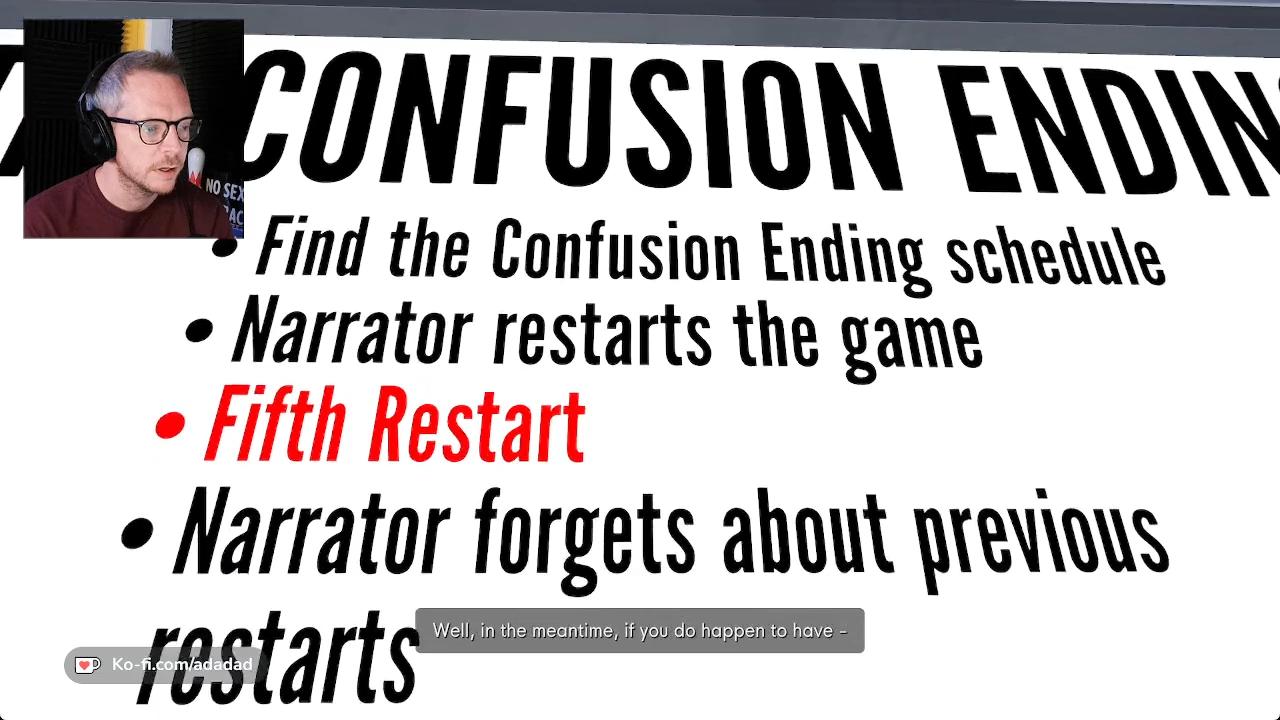 CONFUSION ENDING
NO SEX
• Find the Confusion Ending schedule
• Narrator restarts the game
• Fifth Restart
• Narrator forgets about previous
restarts
Well, in the meantime, if you do happen to have -
Ko-fi.com/adadad